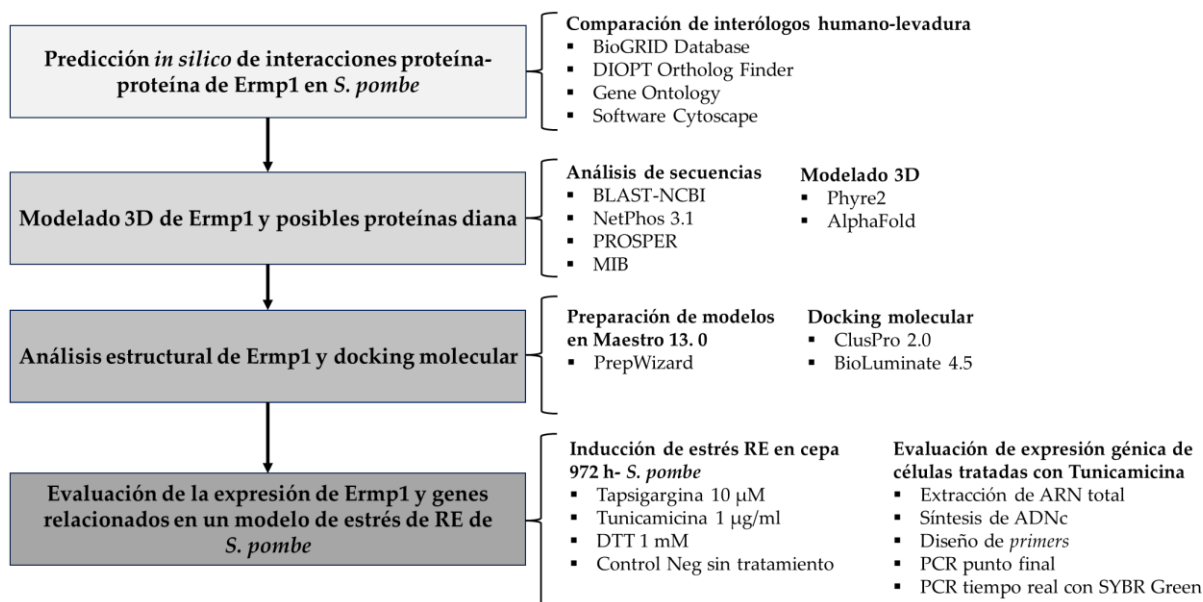 Predicción in silico de interacciones proteína-
proteína de Ermp1 en S. pombe
Comparación de interólogos humano-levadura
▪ BioGRID Database
▪ DIOPT Ortholog Finder
▪ Gene Ontology
▪ Software Cytoscape
Modelado 3D de Ermp1 y posibles proteínas diana
Análisis de secuencias
▪ BLAST-NCBI
▪ NetPhos 3.1
▪ PROSPER
▪ MIB
Modelado 3D
▪ Phyre2
▪ AlphaFold
Análisis estructural de Ermp1 y docking molecular
Preparación de modelos
en Maestro 13. 0
▪ PrepWizard
Docking molecular
▪ ClusPro 2.0
▪ BioLuminate 4.5
Evaluación de la expresión de Ermp1 y genes
relacionados en un modelo de estrés de RE de
S. pombe
Inducción de estrés RE en cepa
972 h- S. pombe
▪ Tapsigargina 10 µM
▪ Tunicamicina 1 µg/ml
▪ DTT 1 mM
▪ Control Neg sin tratamiento
Evaluación de expresión génica de
células tratadas con Tunicamicina
▪ Extracción de ARN total
▪ Síntesis de ADNc
▪ Diseño de primers
▪ PCR punto final
▪ PCR tiempo real con SYBR Green